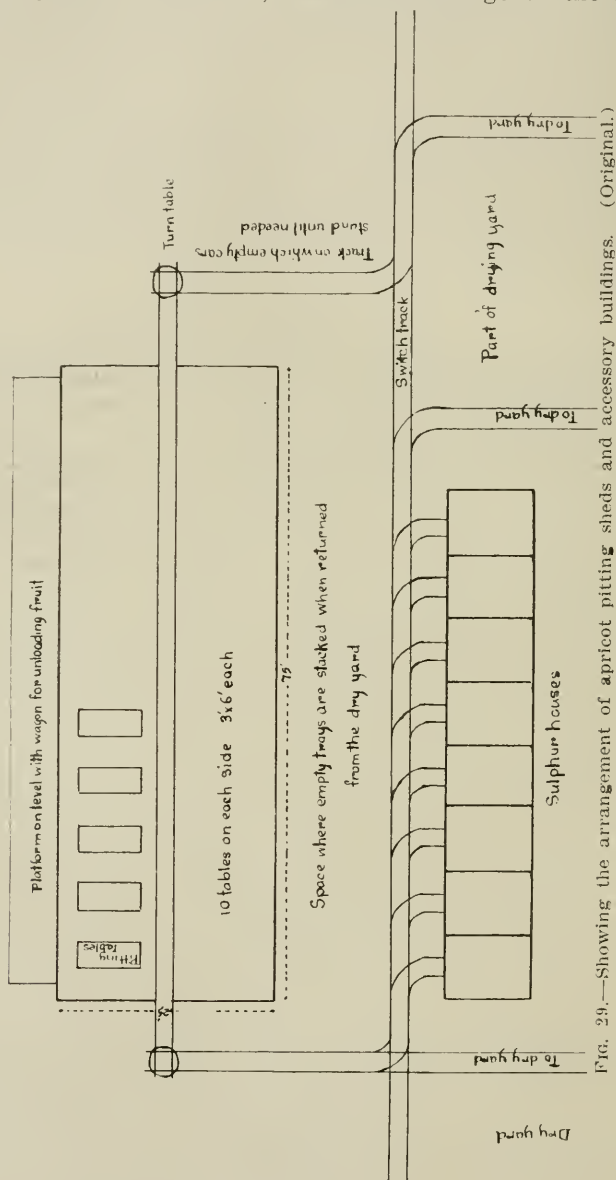 Platform on level with wagon for unloading fruit
Pitting
tables
10 tables on each side 3x6' each
75'
Turn table
Truck on which empty cars
stand until needed
Space where empty trays are stacked when returned
from the dry yard
Switch track
To dry yard
To dry yard
To dry yard
Part of drying yard
Sulphur houses
Dry yard
FIG. 29.—Showing the arrangement of apricot pitting sheds and accessory buildings. (Original.)